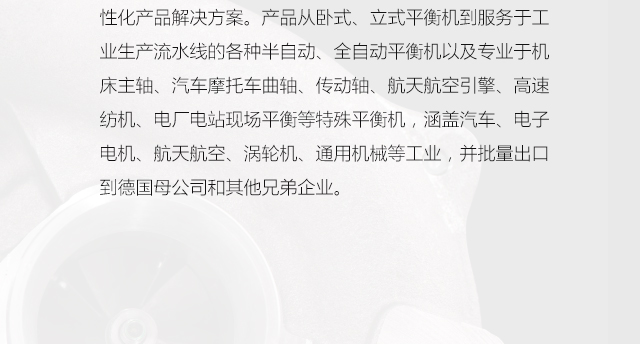 性化产品解决方案。产品从卧式、立式平衡机到服务于工
业生产流水线的各种半自动、全自动平衡机以及专业于机
床主轴、汽车摩托车曲轴、传动轴、航天航空引擎、高速
纺机、电厂电站现场平衡等特殊平衡机，涵盖汽车、电子
电机、航天航空、涡轮机、通用机械等工业，并批量出口
到德国母公司和其他兄弟企业。